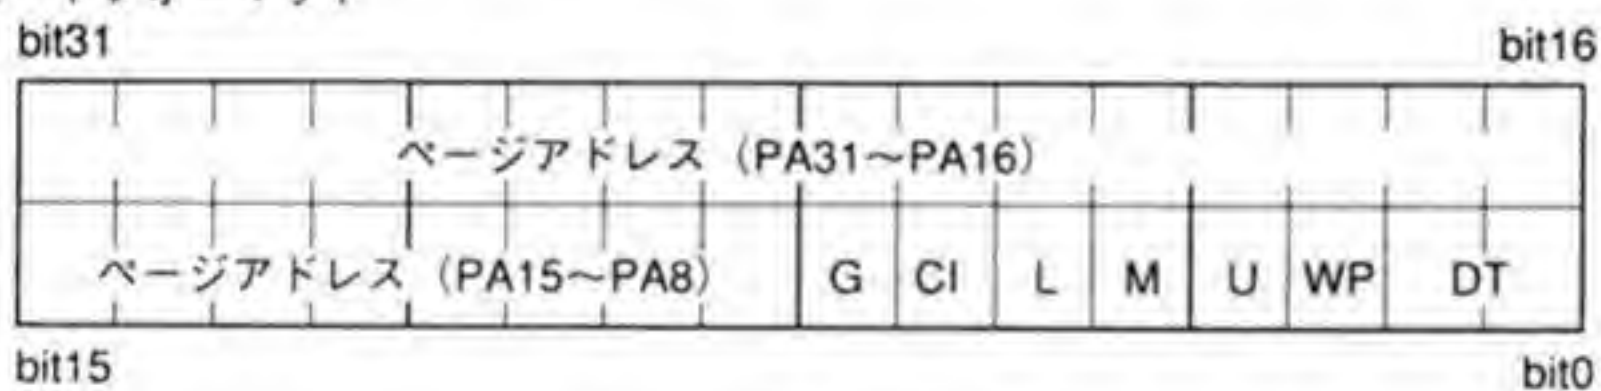 bit31 bit16
ページアドレス (PA31〜PA16)
ページアドレス (PA15〜PA8) G CI L M U WP DT
bit15 bit0